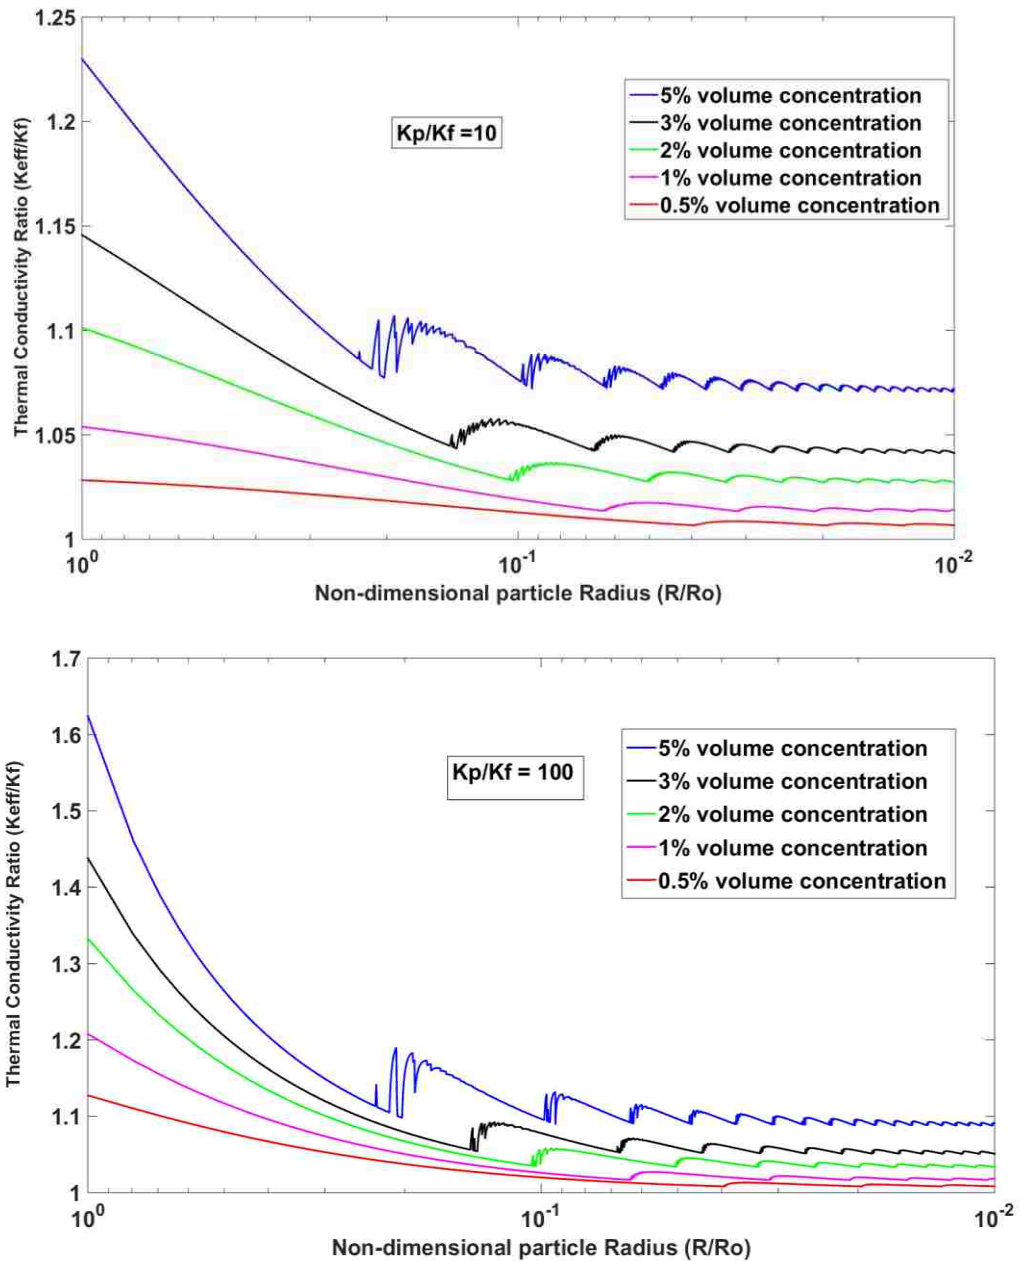 1.25
1.2
1.15
1.1
1.05
1
Thermal Conductivity Ratio (Keff/Kf)
Kp/Kf =10
5% volume concentration
3% volume concentration
2% volume concentration
1% volume concentration
0.5% volume concentration
10^0
10^-1
10^-2
Non-dimensional particle Radius (R/Ro)
1.7
1.6
1.5
1.4
1.3
1.2
1.1
1
Thermal Conductivity Ratio (Keff/Kf)
Kp/Kf = 100
5% volume concentration
3% volume concentration
2% volume concentration
1% volume concentration
0.5% volume concentration
10^0
10^-1
10^-2
Non-dimensional particle Radius (R/Ro)